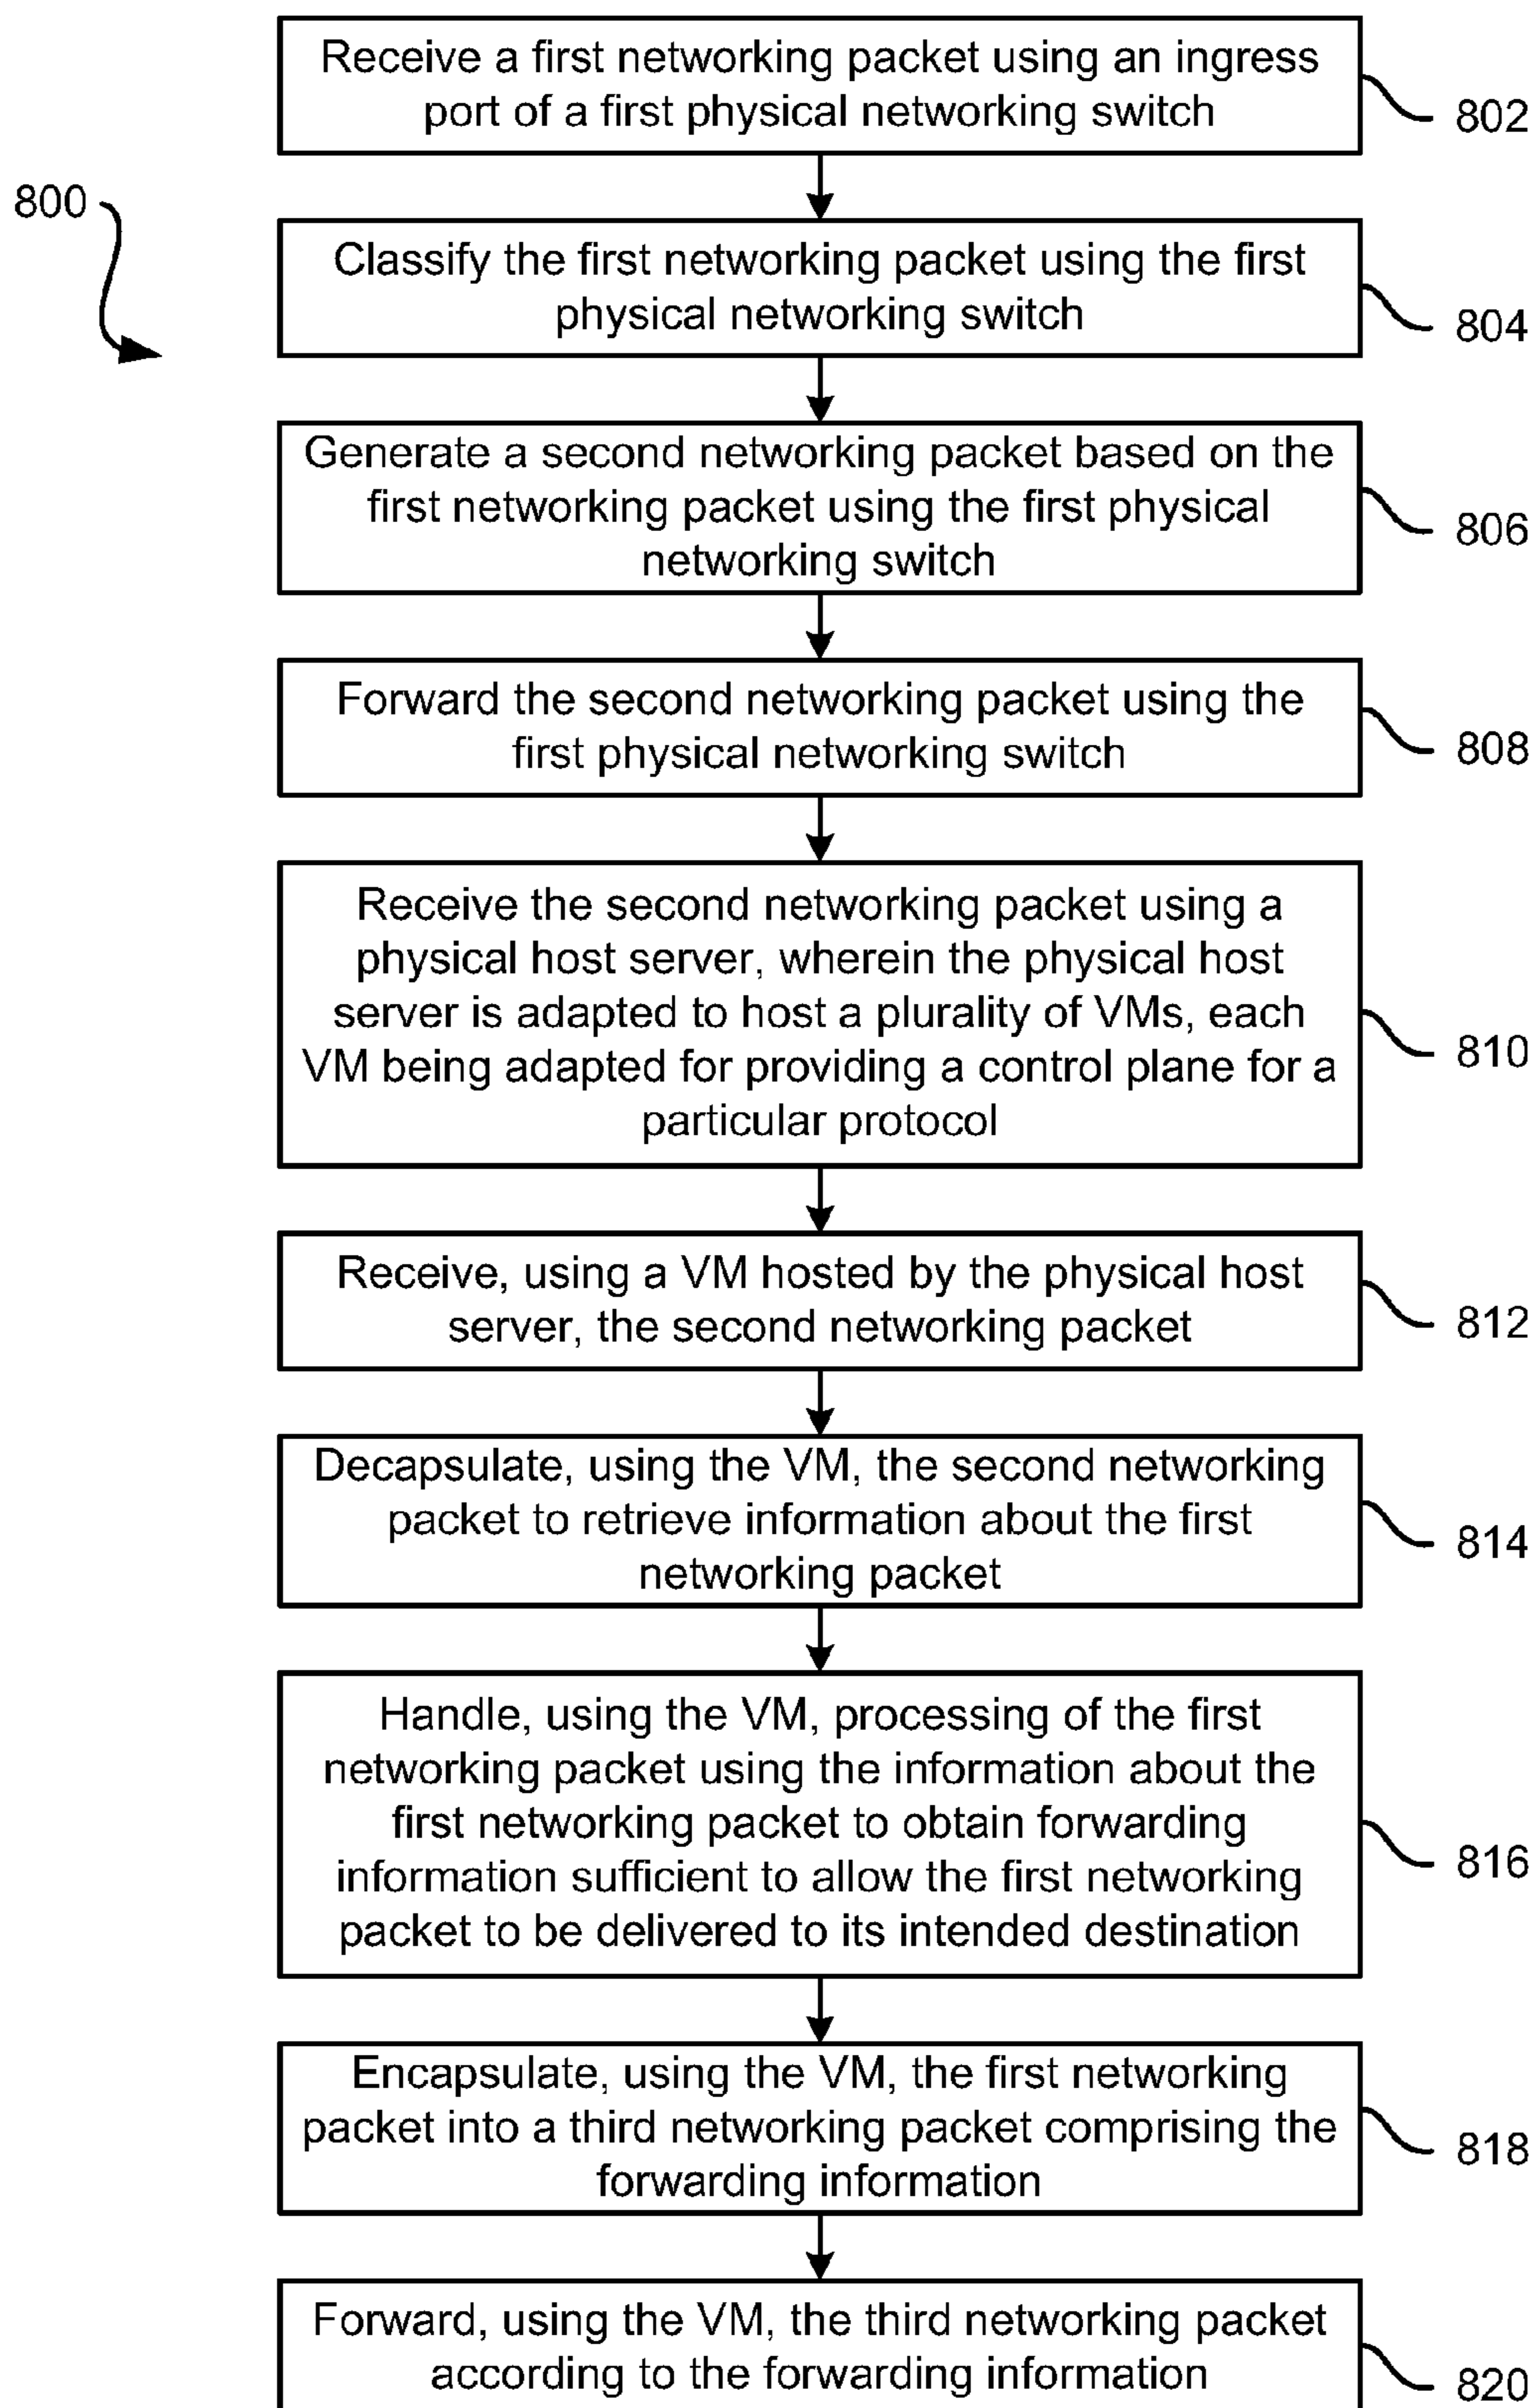 Receive a first networking packet using an ingress
port of a first physical networking switch
802
800
Classify the first networking packet using the first
physical networking switch
804
Generate a second networking packet based on the
first networking packet using the first physical
networking switch
806
Forward the second networking packet using the
first physical networking switch
808
Receive the second networking packet using a
physical host server, wherein the physical host
server is adapted to host a plurality of VMs, each
VM being adapted for providing a control plane for a
particular protocol
810
Receive, using a VM hosted by the physical host
server, the second networking packet
812
Decapsulate, using the VM, the second networking
packet to retrieve information about the first
networking packet
814
Handle, using the VM, processing of the first
networking packet using the information about the
first networking packet to obtain forwarding
information sufficient to allow the first networking
packet to be delivered to its intended destination
816
Encapsulate, using the VM, the first networking
packet into a third networking packet comprising the
forwarding information
818
Forward, using the VM, the third networking packet
according to the forwarding information
820